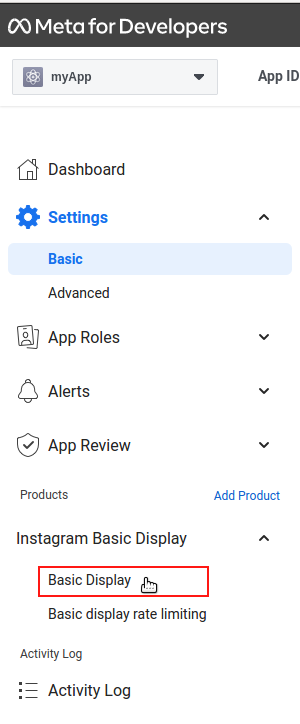 Meta for Developers
myApp
App ID
Dashboard
Settings
Basic
Advanced
App Roles
Alerts
App Review
Products Add Product
Instagram Basic Display
Basic Display
Basic display rate limiting
Activity Log
Activity Log